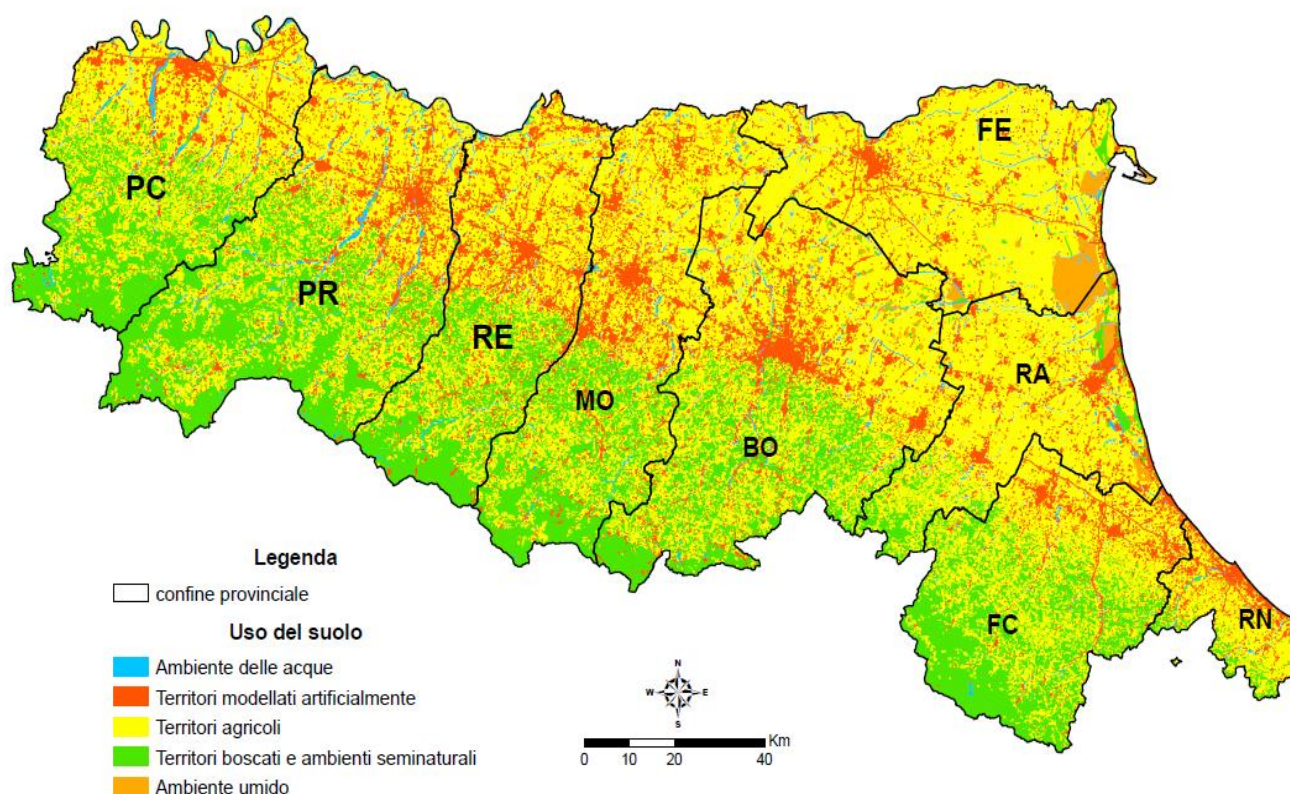 FE
PC
PR
RE
RA
MO
BO
FC
RN
Legenda
confine provinciale
Uso del suolo
Ambiente delle acque
Territori modellati artificialmente
Territori agricoli
Territori boscati e ambienti seminaturali
Ambiente umido
N
W E
S
Km
0 10 20 40